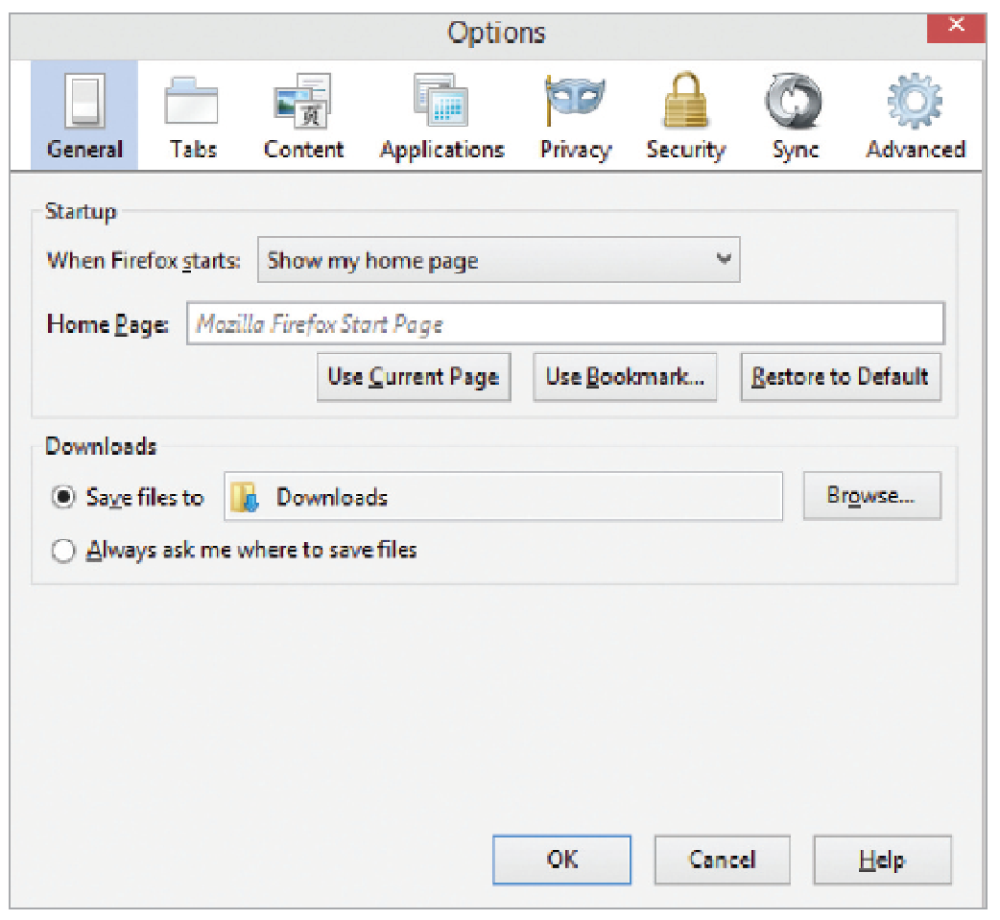 Options
General Tabs Content Applications Privacy Security Sync Advanced
Startup
When Firefox starts: Show my home page
Home Page: Mozilla Firefox Start Page
Use Current Page Use Bookmark... Restore to Default
Downloads
Save files to Downloads Browse...
Always ask me where to save files
OK Cancel Help